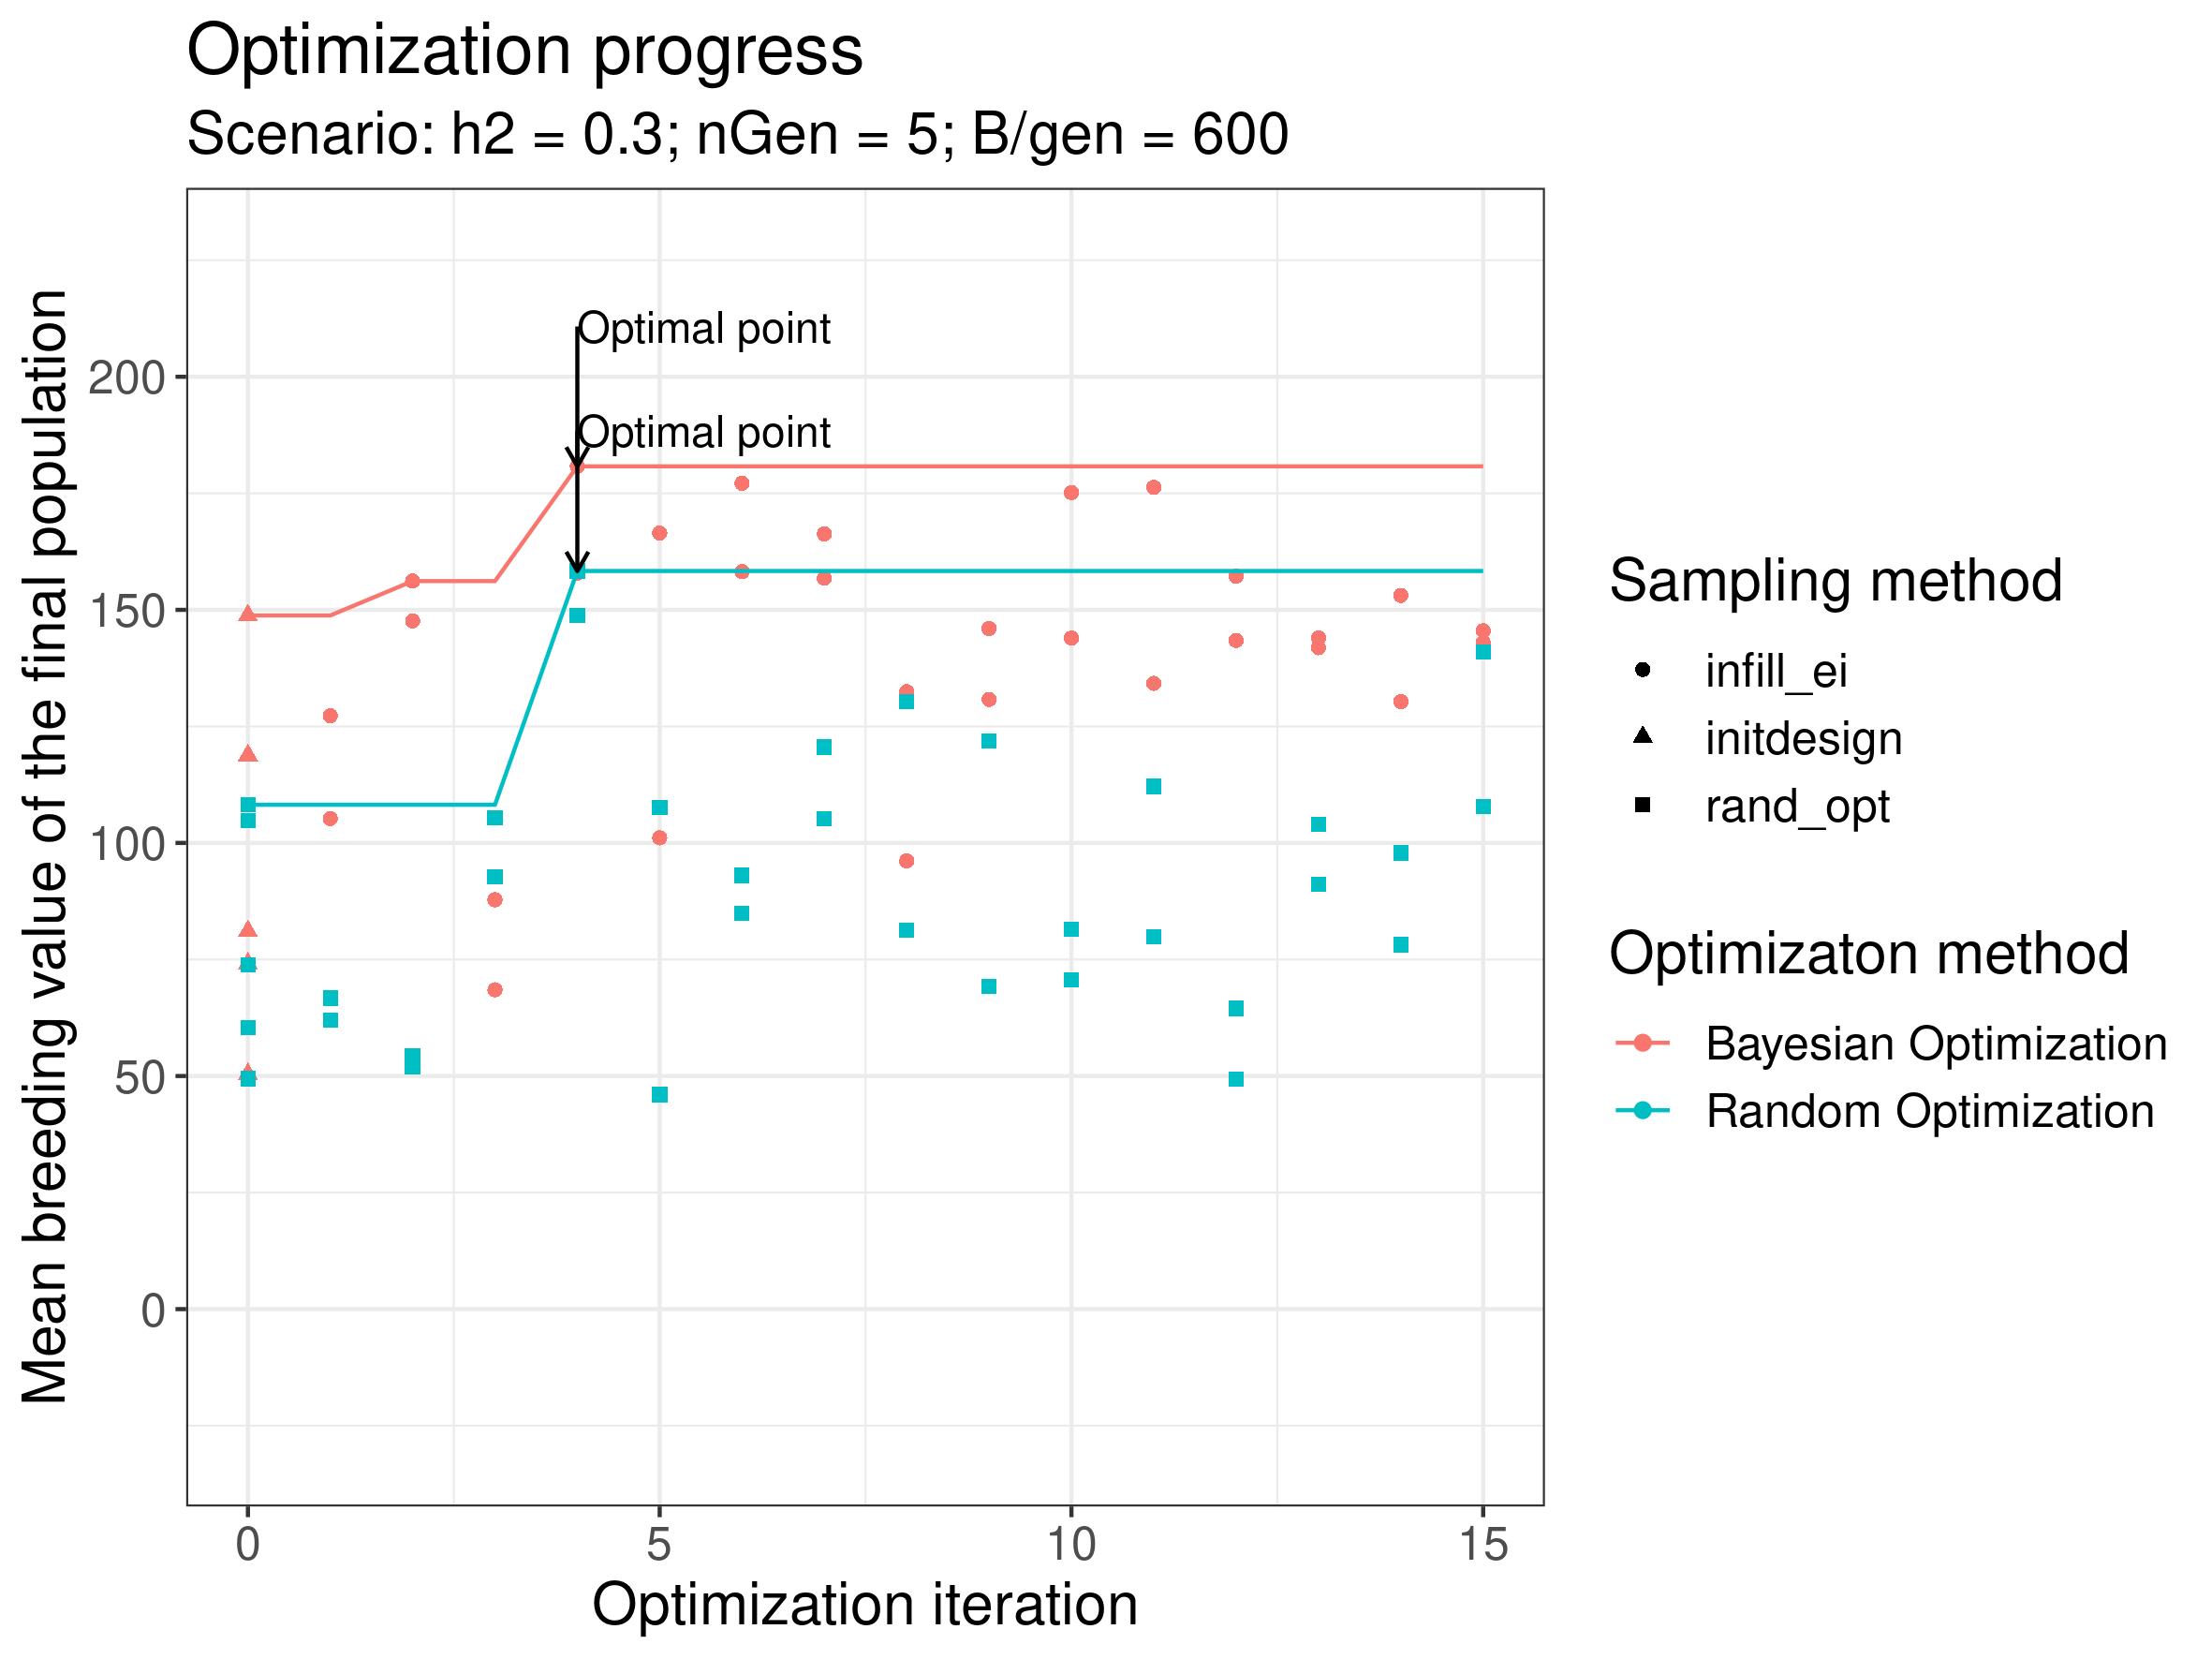 Optimization progress
Scenario: h2 = 0.3; nGen = 5; B/gen = 600
Mean breeding value of the final population
200
150
100
50
0
Optimal point
Optimal point
0
5
10
15
Optimization iteration
Sampling method
infill_ei
initdesign
rand_opt
Optimizaton method
Bayesian Optimization
Random Optimization